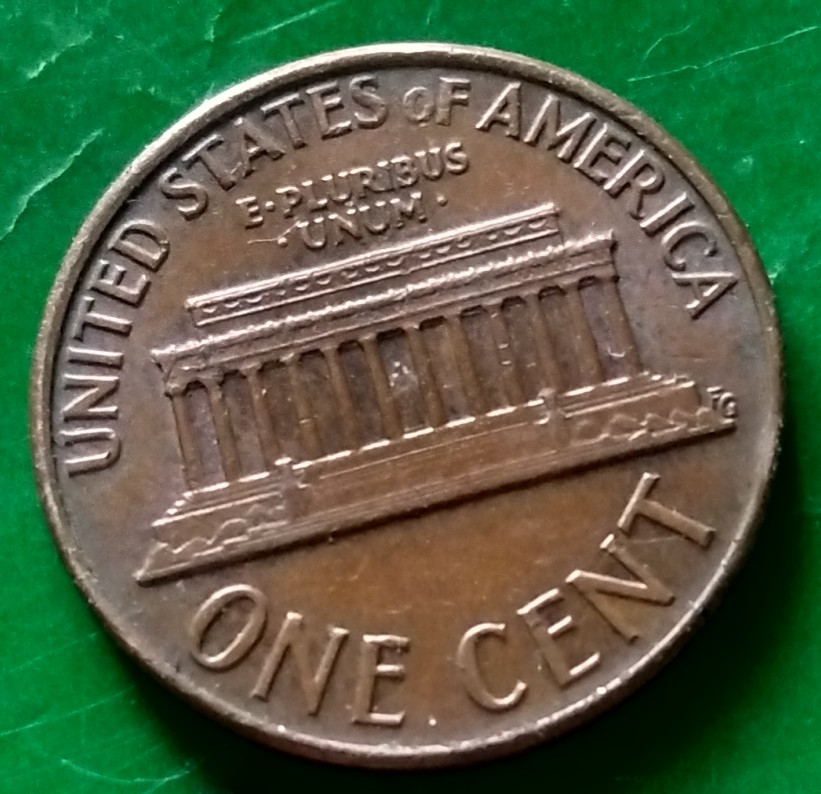 UNITED STATES oF AMERICA
E·PLURIBUS
·UNUM·
FG
ONE CENT